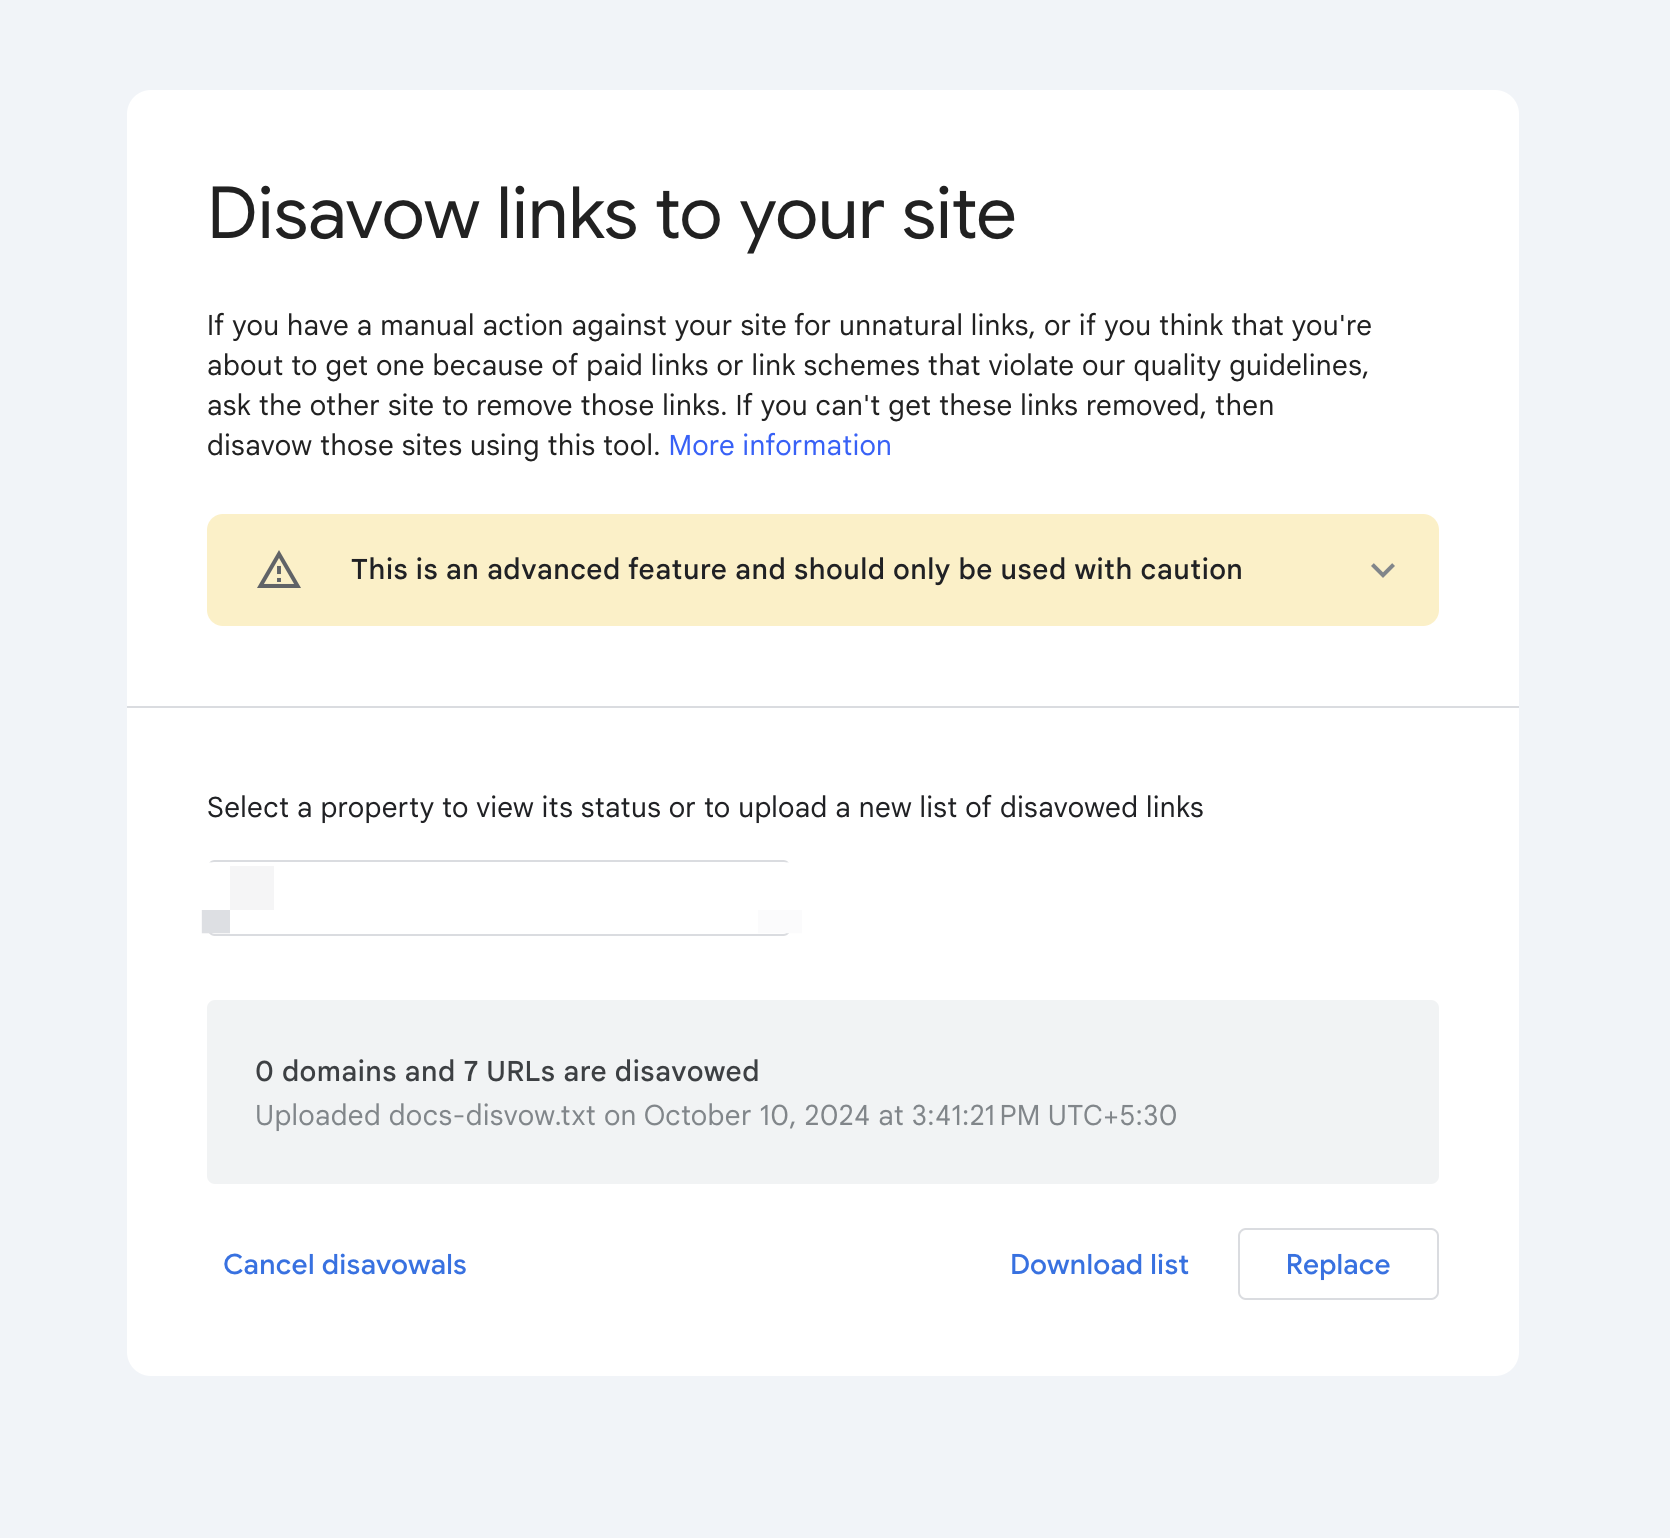 Disavow links to your site
If you have a manual action against your site for unnatural links, or if you think that you're
about to get one because of paid links or link schemes that violate our quality guidelines,
ask the other site to remove those links. If you can't get these links removed, then
disavow those sites using this tool. More information
This is an advanced feature and should only be used with caution
Select a property to view its status or to upload a new list of disavowed links
0 domains and 7 URLs are disavowed
Uploaded docs-disvow.txt on October 10, 2024 at 3:41:21 PM UTC+5:30
Cancel disavowals
Download list
Replace